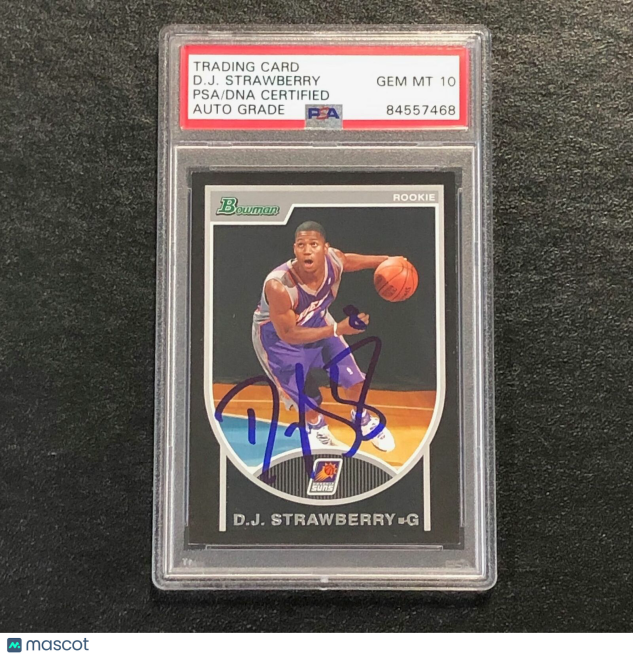 TRADING CARD
D.J. STRAWBERRY GEM MT 10
PSA/DNA CERTIFIED
AUTO GRADE PSA 84557468
Bowman ROOKIE
SUNS
D.J. STRAWBERRY G
mascot